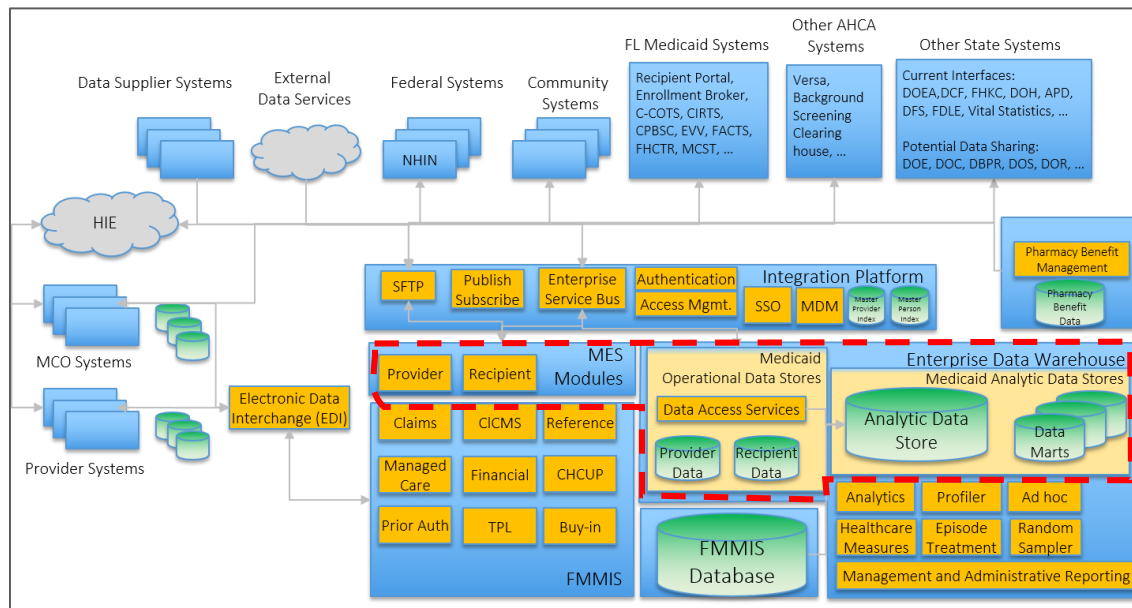 Data Supplier Systems
External
Data Services
Federal Systems
NHIN
Community
Systems
FL Medicaid Systems
Recipient Portal,
Enrollment Broker,
C-COTS, CIRTS,
CPBSC, EVV, FACTS,
FHCTR, MCST, ...
Other AHCA
Systems
Versa,
Background
Screening
Clearing
house, ...
Other State Systems
Current Interfaces:
DOEA,DCF, FHKC, DOH, APD,
DFS, FDLE, Vital Statistics, ...
Potential Data Sharing:
DOE, DOC, DBPR, DOS, DOR, ...
HIE
MCO Systems
Provider Systems
Electronic Data
Interchange (EDI)
SFTP
Publish
Subscribe
Enterprise
Service Bus
Authentication
Access Mgmt.
Integration Platform
SSO
MDM
Master
Provider
Index
Master
Person
Index
Pharmacy Benefit
Management
Pharmacy
Benefit
Data
MES
Modules
Provider
Recipient
Claims
CICMS
Reference
Managed
Care
Financial
CHCUP
Prior Auth
TPL
Buy-in
FMMIS
Medicaid
Operational Data Stores
Data Access Services
Provider
Data
Recipient
Data
Enterprise Data Warehouse
Medicaid Analytic Data Stores
Analytic Data
Store
Data
Marts
FMMIS
Database
Analytics
Profiler
Ad hoc
Healthcare
Measures
Episode
Treatment
Random
Sampler
Management and Administrative Reporting